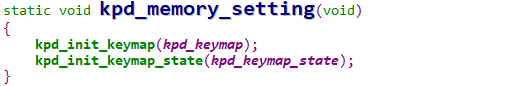 static void kpd_memory_setting(void)
{
    kpd_init_keymap(kpd_keymap);
    kpd_init_keymap_state(kpd_keymap_state);
}